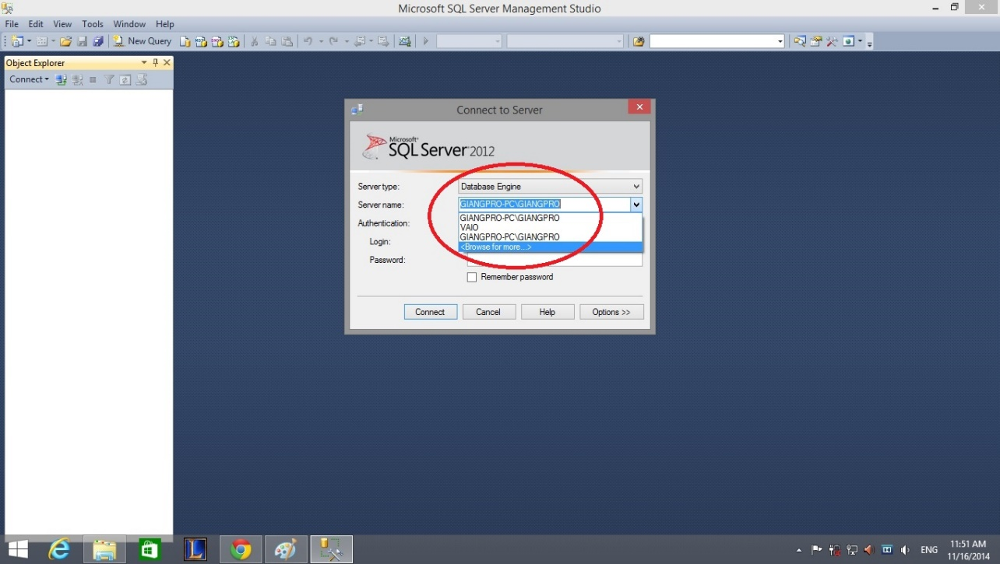 Microsoft SQL Server Management Studio
File Edit View Tools Window Help
New Query
Object Explorer
Connect
Connect to Server
Microsoft
SQL Server 2012
Server type: Database Engine
Server name: GIANGPRO-PC\GIANGPRO
GIANGPRO-PC\GIANGPRO
Authentication:
VAIO
GIANGPRO-PC\GIANGPRO
Login:
<Browse for more...>
Password:
Remember password
Connect Cancel Help Options >>
ENG
11:51 AM
11/16/2014